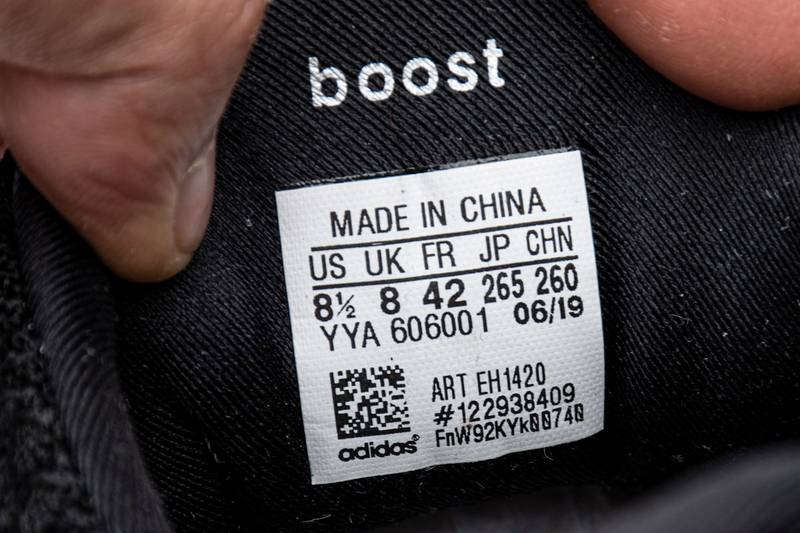 boost
MADE IN CHINA
US UK FR JP CHN
8½ 8 42 265 260
YYA 606001 06/19
ART EH1420
#122938409
FnW92KYk00740
adidas